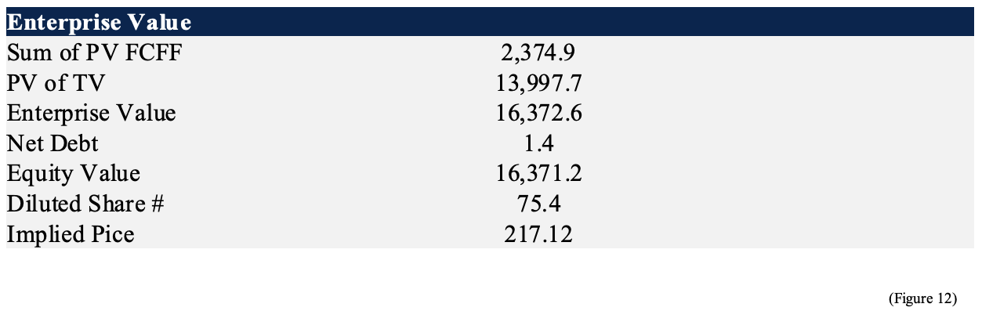 Enterprise Value
Sum of PV FCFF 2,374.9
PV of TV 13,997.7
Enterprise Value 16,372.6
Net Debt 1.4
Equity Value 16,371.2
Diluted Share # 75.4
Implied Pice 217.12
(Figure 12)